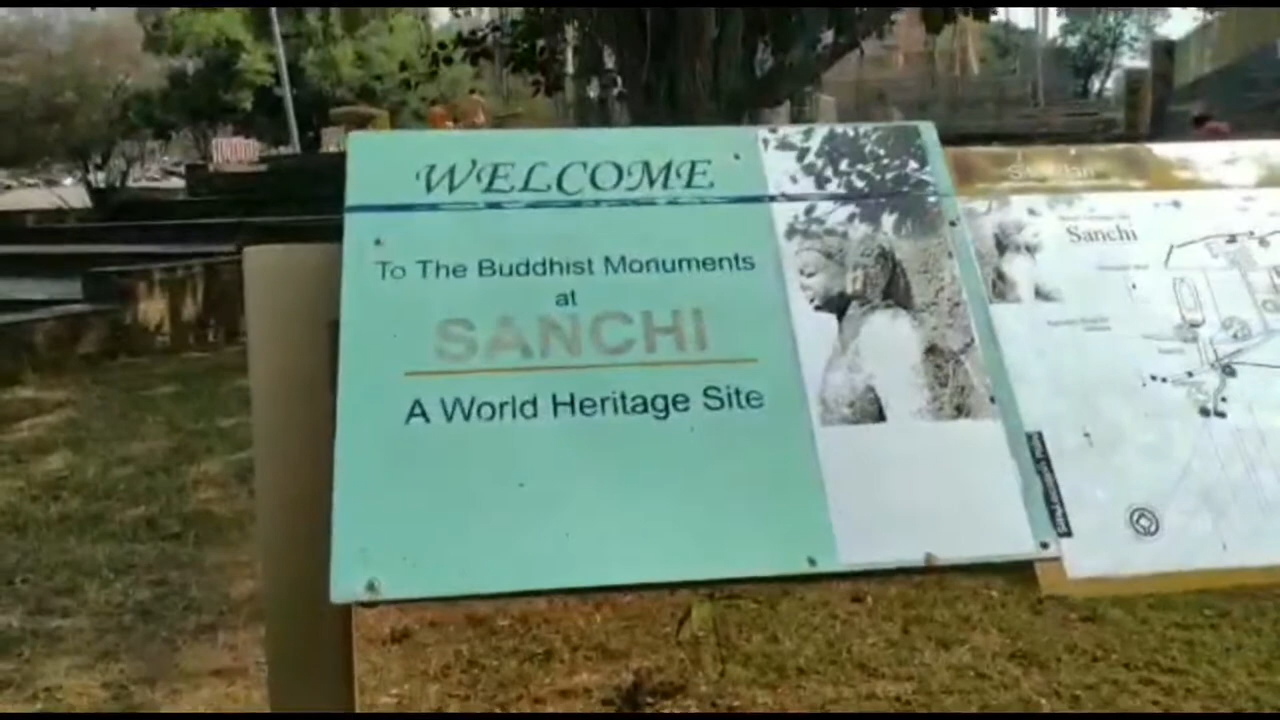 WELCOME
To The Buddhist Monuments
at
SANCHI
A World Heritage Site
Sanchi